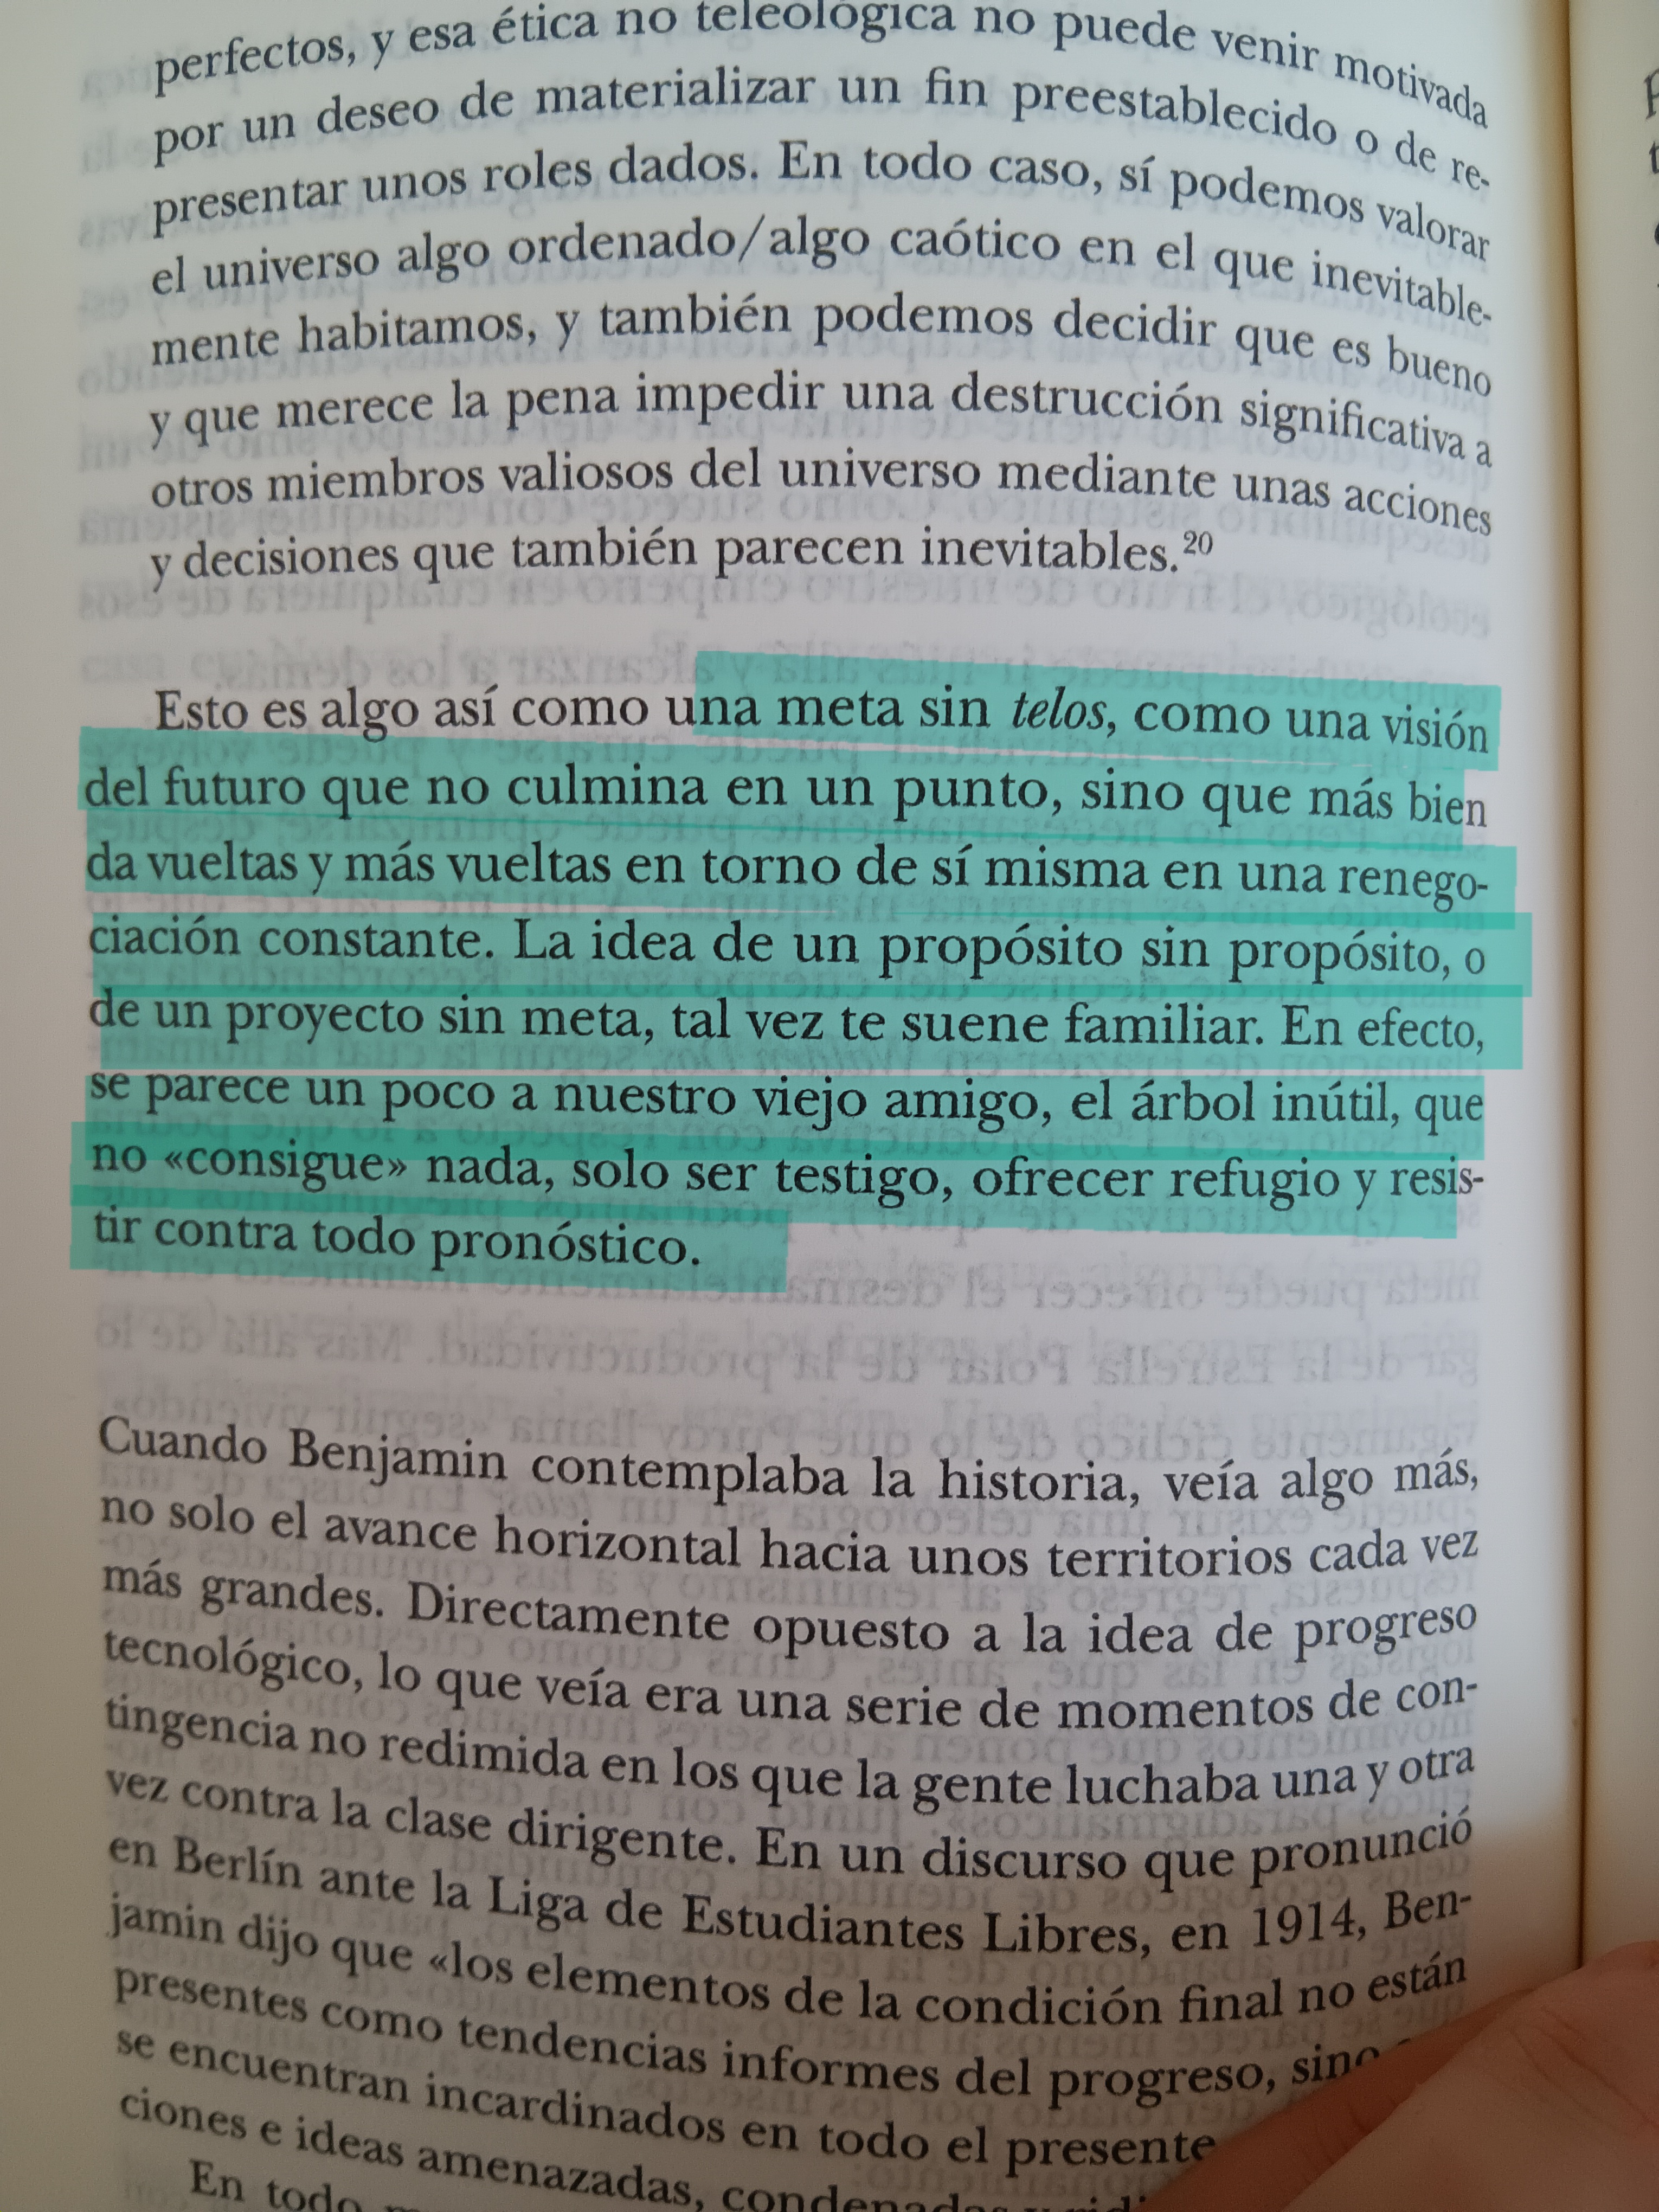 perfectos, y esa ética no teleológica no puede venir motivada
por un deseo de materializar un fin preestablecido o de re-
presentar unos roles dados. En todo caso, sí podemos valorar
el universo algo ordenado/algo caótico en el que inevitable-
mente habitamos, y también podemos decidir que es bueno
y que merece la pena impedir una destrucción significativa a
otros miembros valiosos del universo mediante unas acciones
y decisiones que también parecen inevitables.20
Esto es algo así como una meta sin telos, como una visión
del futuro que no culmina en un punto, sino que más bien
da vueltas y más vueltas en torno de sí misma en una renego-
ciación constante. La idea de un propósito sin propósito, o
de un proyecto sin meta, tal vez te suene familiar. En efecto,
se parece un poco a nuestro viejo amigo, el árbol inútil, que
no «consigue» nada, solo ser testigo, ofrecer refugio y resis-
tir contra todo pronóstico.
Cuando Benjamin contemplaba la historia, veía algo más,
no solo el avance horizontal hacia unos territorios cada vez
más grandes. Directamente opuesto a la idea de progreso
tecnológico, lo que veía era una serie de momentos de con-
tingencia no redimida en los que la gente luchaba una y otra
vez contra la clase dirigente. En un discurso que pronunció
en Berlín ante la Liga de Estudiantes Libres, en 1914, Ben-
jamin dijo que «los elementos de la condición final no están
presentes como tendencias informes del progreso, sino
se encuentran incardinados en todo el presente
ciones e ideas amenazadas, condenadas y
En todo